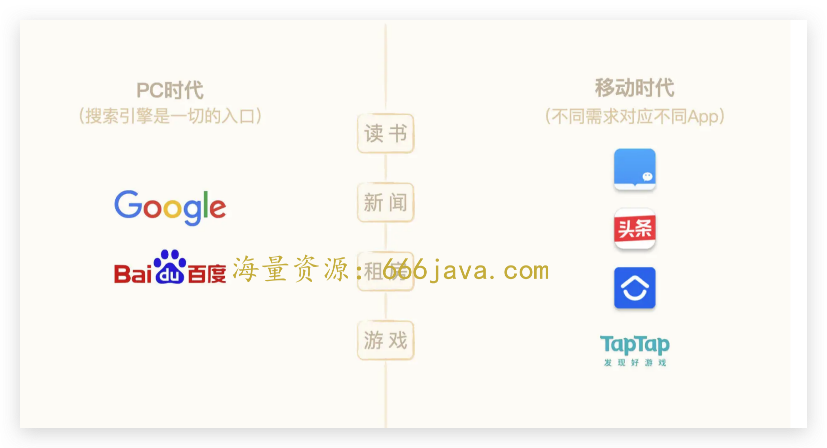 PC时代
(搜索引擎是一切的入口)
Google
Bai du 百度
读书
新闻
租房
游戏
海量资源：666java.com
移动时代
(不同需求对应不同App)
头条
TapTap
发现好游戏